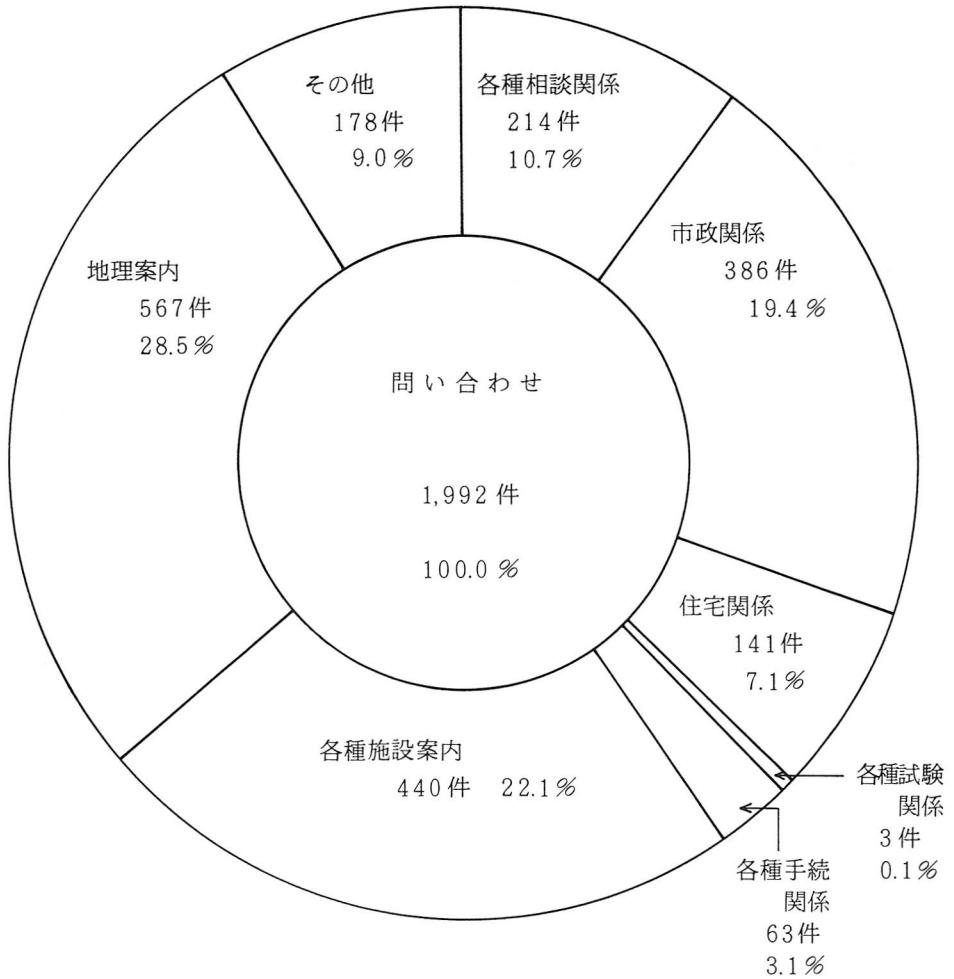 その他
178件
9.0%
各種相談関係
214件
10.7%
市政関係
386件
19.4%
地理案内
567件
28.5%
問い合わせ
1,992件
100.0%
住宅関係
141件
7.1%
各種施設案内
440件 22.1%
各種試験
関係
3件
0.1%
各種手続
関係
63件
3.1%